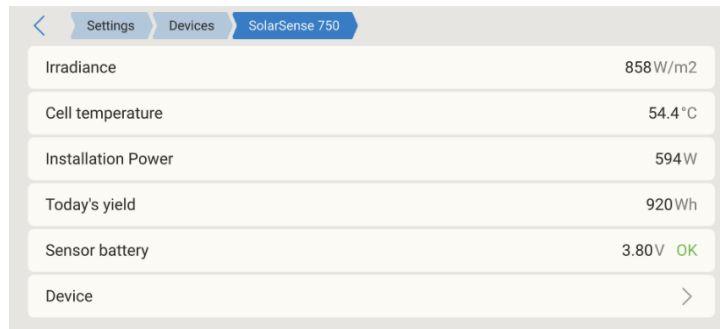 Settings Devices SolarSense 750
Irradiance 858W/m2
Cell temperature 54.4°C
Installation Power 594W
Today's yield 920Wh
Sensor battery 3.80V OK
Device